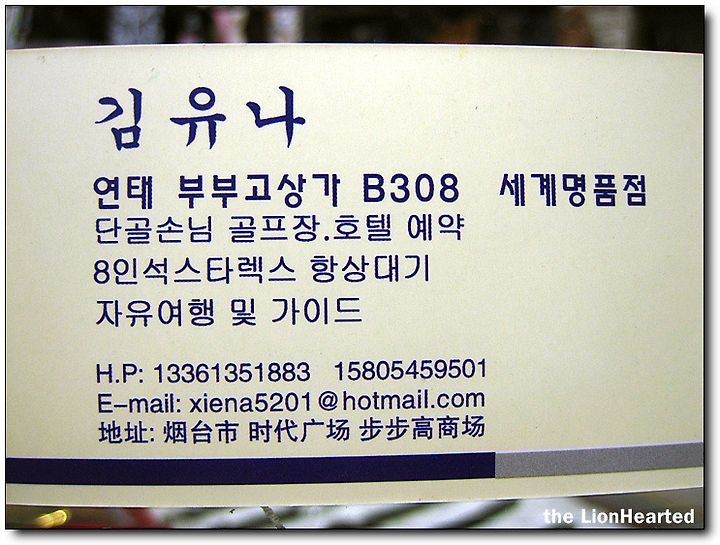 김유나
연태 부부고상가 B308 세계명품점
단골손님 골프장.호텔 예약
8인석스타렉스 항상대기
자유여행 및 가이드
H.P: 13361351883 15805459501
E-mail: xiena5201@hotmail.com
地址: 烟台市 时代广场 步步高商场
the LionHearted